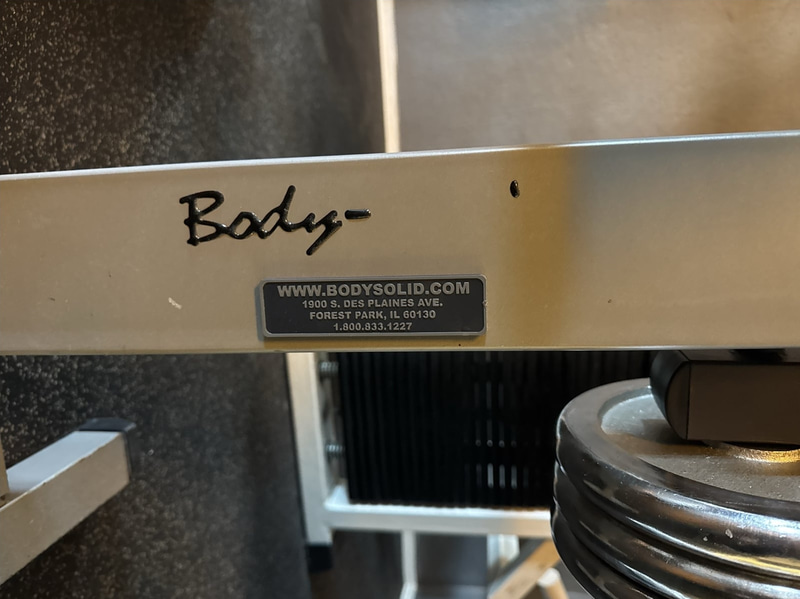 Body-
WWW.BODYSOLID.COM
1900 S. DES PLAINES AVE.
FOREST PARK, IL 60130
1.800.833.1227